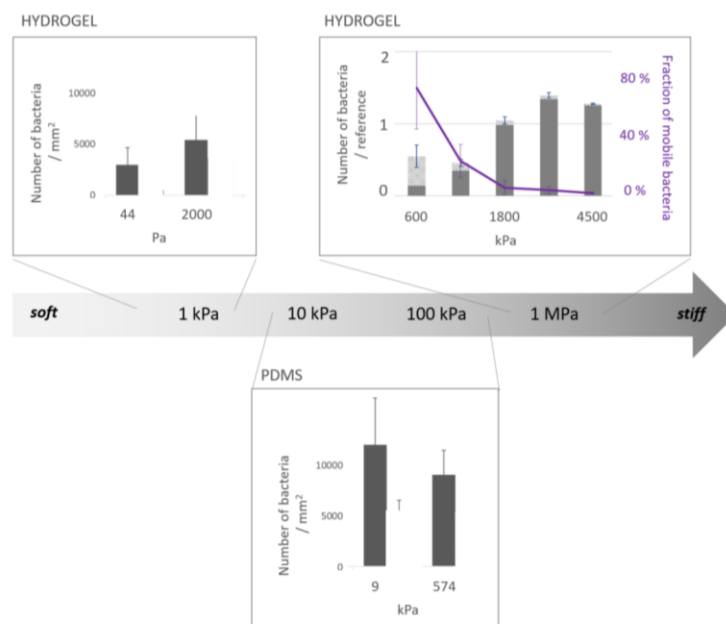 HYDROGEL
Number of bacteria
/ mm²
10000
5000
0
44
2000
Pa
HYDROGEL
Number of bacteria
/ reference
2
1
0
80 %
40 %
0 %
Fraction of mobile bacteria
600
1800
4500
kPa
soft
1 kPa
10 kPa
100 kPa
1 MPa
stiff
PDMS
Number of bacteria
/ mm²
10000
5000
0
9
574
kPa